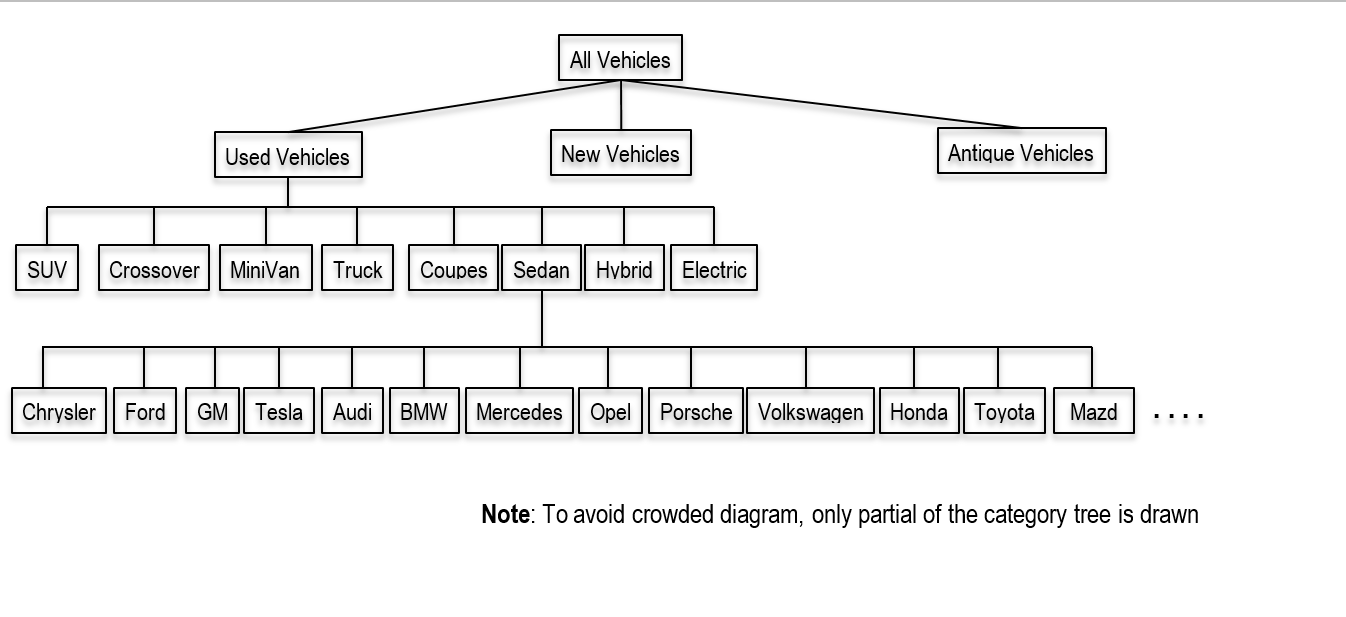 All Vehicles
Used Vehicles
New Vehicles
Antique Vehicles
SUV
Crossover
MiniVan
Truck
Coupes
Sedan
Hybrid
Electric
Chrysler
Ford
GM
Tesla
Audi
BMW
Mercedes
Opel
Porsche
Volkswagen
Honda
Toyota
Mazd
. . . .
Note: To avoid crowded diagram, only partial of the category tree is drawn